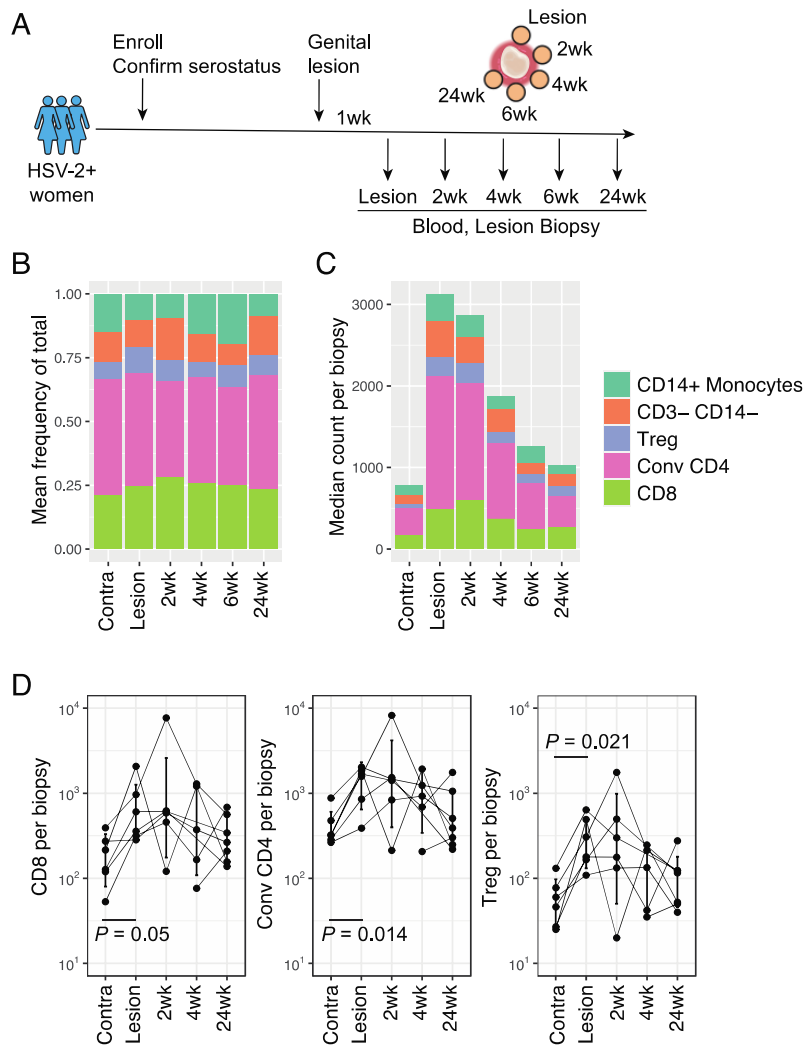 A
Enroll
Confirm serostatus
Genital
lesion
1wk
Lesion
2wk
4wk
6wk
24wk
HSV-2+
women
Lesion 2wk 4wk 6wk 24wk
Blood, Lesion Biopsy
B
Mean frequency of total
1.00
0.75
0.50
0.25
0.00
Contra Lesion 2wk 4wk 6wk 24wk
C
Median count per biopsy
3000
2000
1000
0
Contra Lesion 2wk 4wk 6wk 24wk
CD14+ Monocytes
CD3– CD14–
Treg
Conv CD4
CD8
D
CD8 per biopsy
10⁴
10³
10²
10¹
P = 0.05
Contra Lesion 2wk 4wk 24wk
Conv CD4 per biopsy
10⁴
10³
10²
10¹
P = 0.014
Contra Lesion 2wk 4wk 24wk
Treg per biopsy
10⁴
10³
10²
10¹
P = 0.021
Contra Lesion 2wk 4wk 24wk